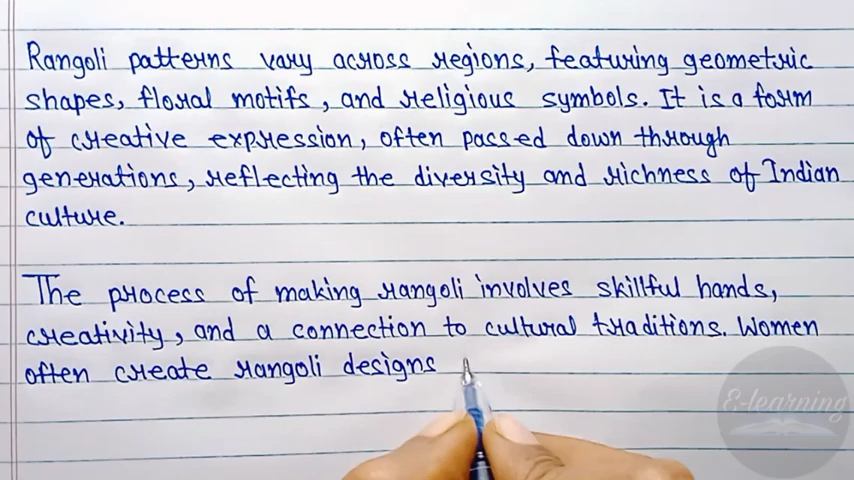 Rangoli patterns vary across regions, featuring geometric
shapes, floral motifs, and religious symbols. It is a form
of creative expression, often passed down through
generations, reflecting the diversity and richness of Indian
culture.
The process of making rangoli involves skillful hands,
creativity, and a connection to cultural traditions. Women
often create rangoli designs
E-learning